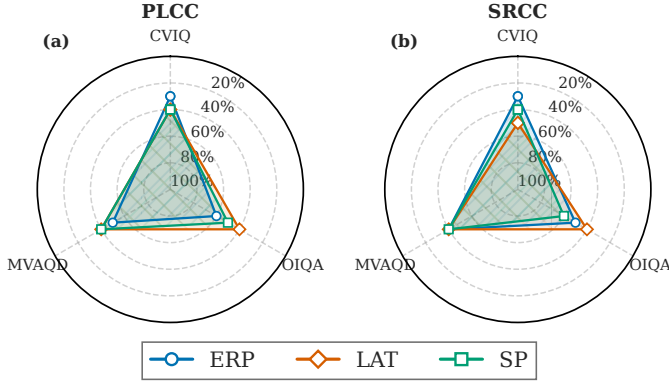 PLCC
(a)
CVIQ
20%
40%
60%
80%
100%
MVAQD
OIQA
SRCC
(b)
CVIQ
20%
40%
60%
80%
100%
MVAQD
OIQA
ERP LAT SP